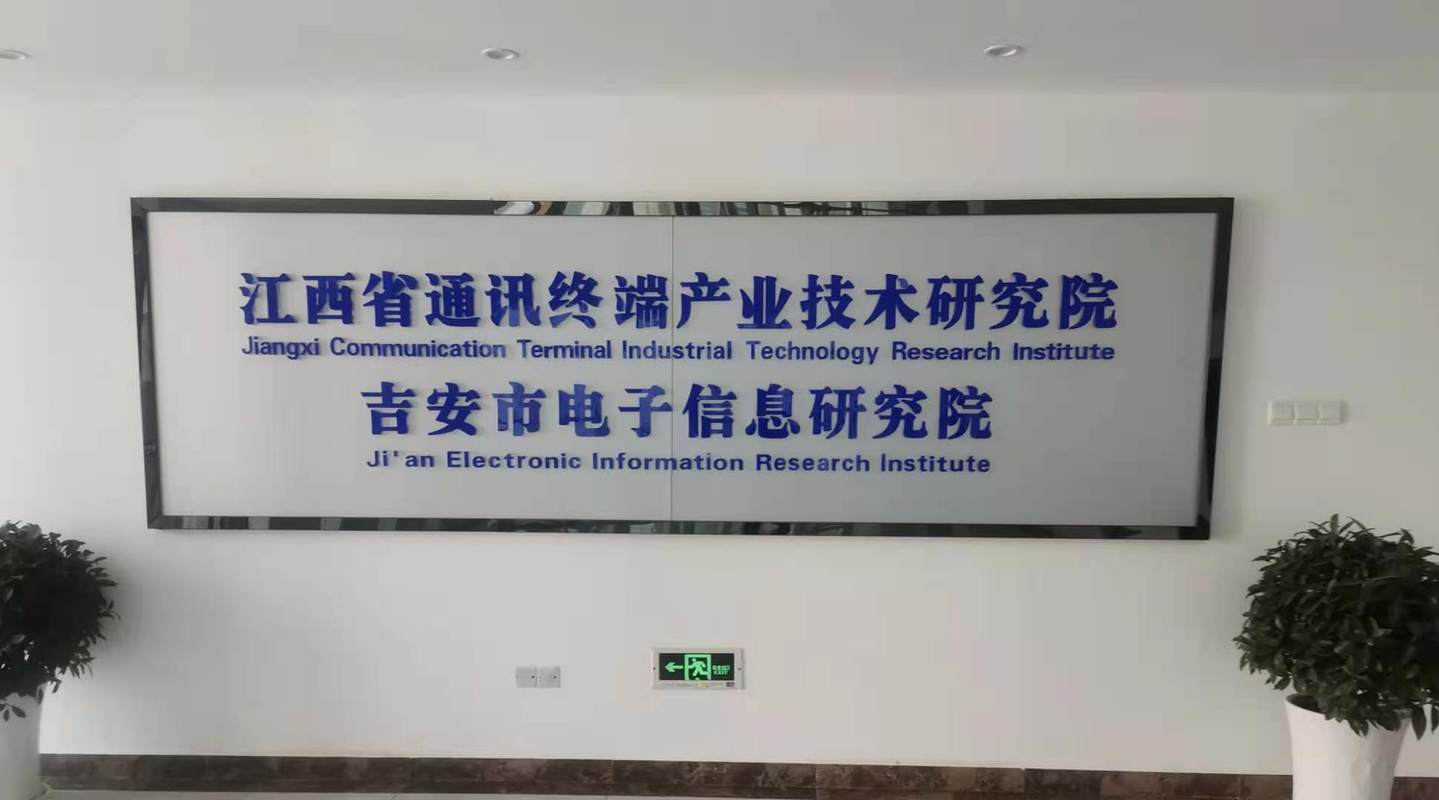 江西省通讯终端产业技术研究院
Jiangxi Communication Terminal Industrial Technology Research Institute
吉安市电子信息研究院
Ji'an Electronic Information Research Institute
EXIT